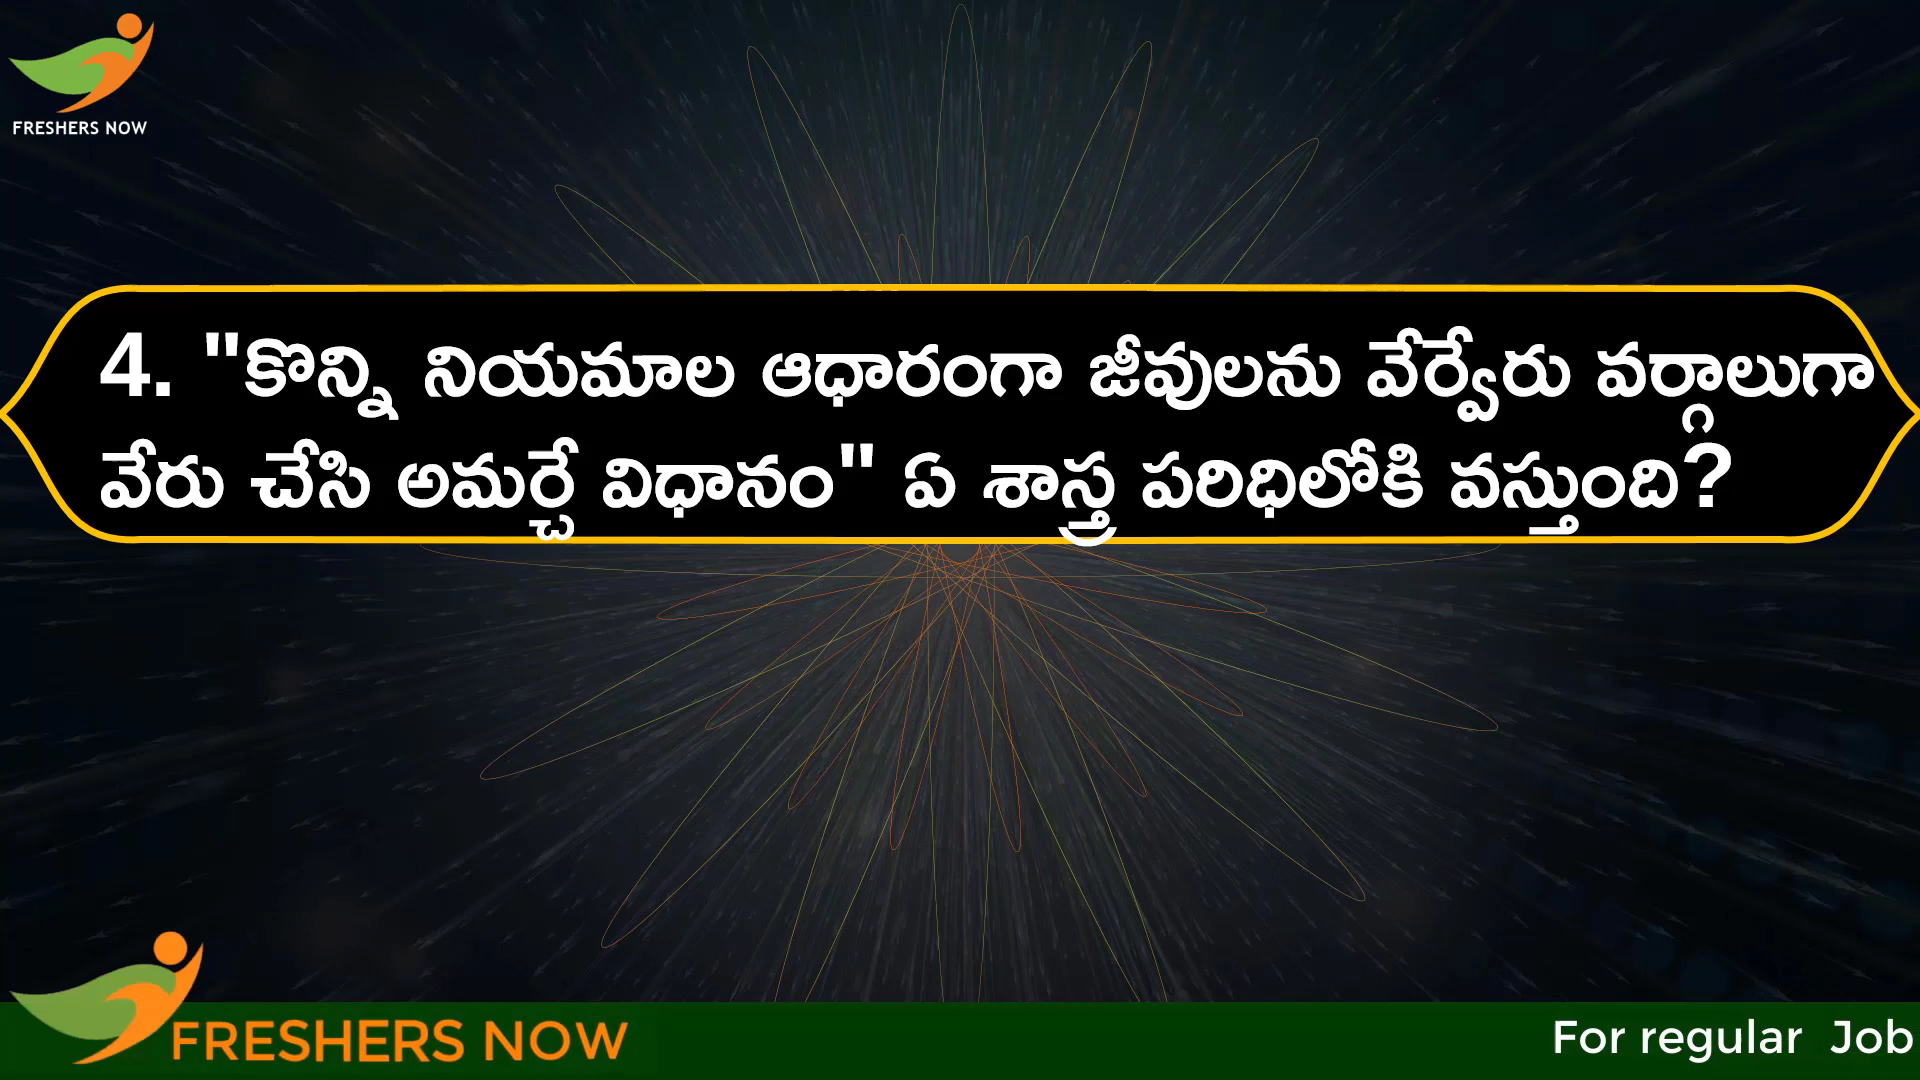 FRESHERS NOW
4. "కొన్ని నియమాల ఆధారంగా జీవులను వేర్వేరు వర్గాలుగా
వేరు చేసి అమర్చే విధానం" ఏ శాస్త్ర పరిధిలోకి వస్తుంది?
FRESHERS NOW
For regular Job